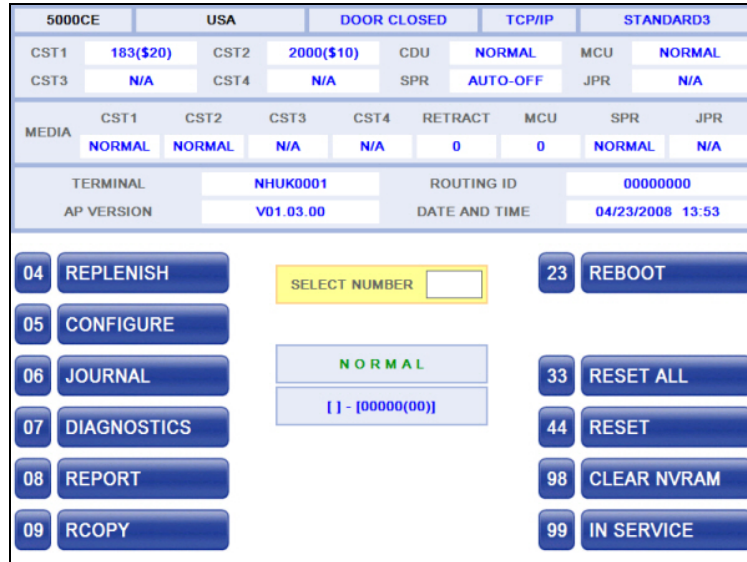 5000CE USA DOOR CLOSED TCP/IP STANDARD3
CST1 183($20) CST2 2000($10) CDU NORMAL MCU NORMAL
CST3 N/A CST4 N/A SPR AUTO-OFF JPR N/A
MEDIA CST1 CST2 CST3 CST4 RETRACT MCU SPR JPR
NORMAL NORMAL N/A N/A 0 0 NORMAL N/A
TERMINAL NHUK0001 ROUTING ID 00000000
AP VERSION V01.03.00 DATE AND TIME 04/23/2008 13:53
04 REPLENISH SELECT NUMBER 23 REBOOT
05 CONFIGURE
06 JOURNAL NORMAL 33 RESET ALL
[ ] - [00000(00)]
07 DIAGNOSTICS 44 RESET
08 REPORT 98 CLEAR NVRAM
09 RCOPY 99 IN SERVICE